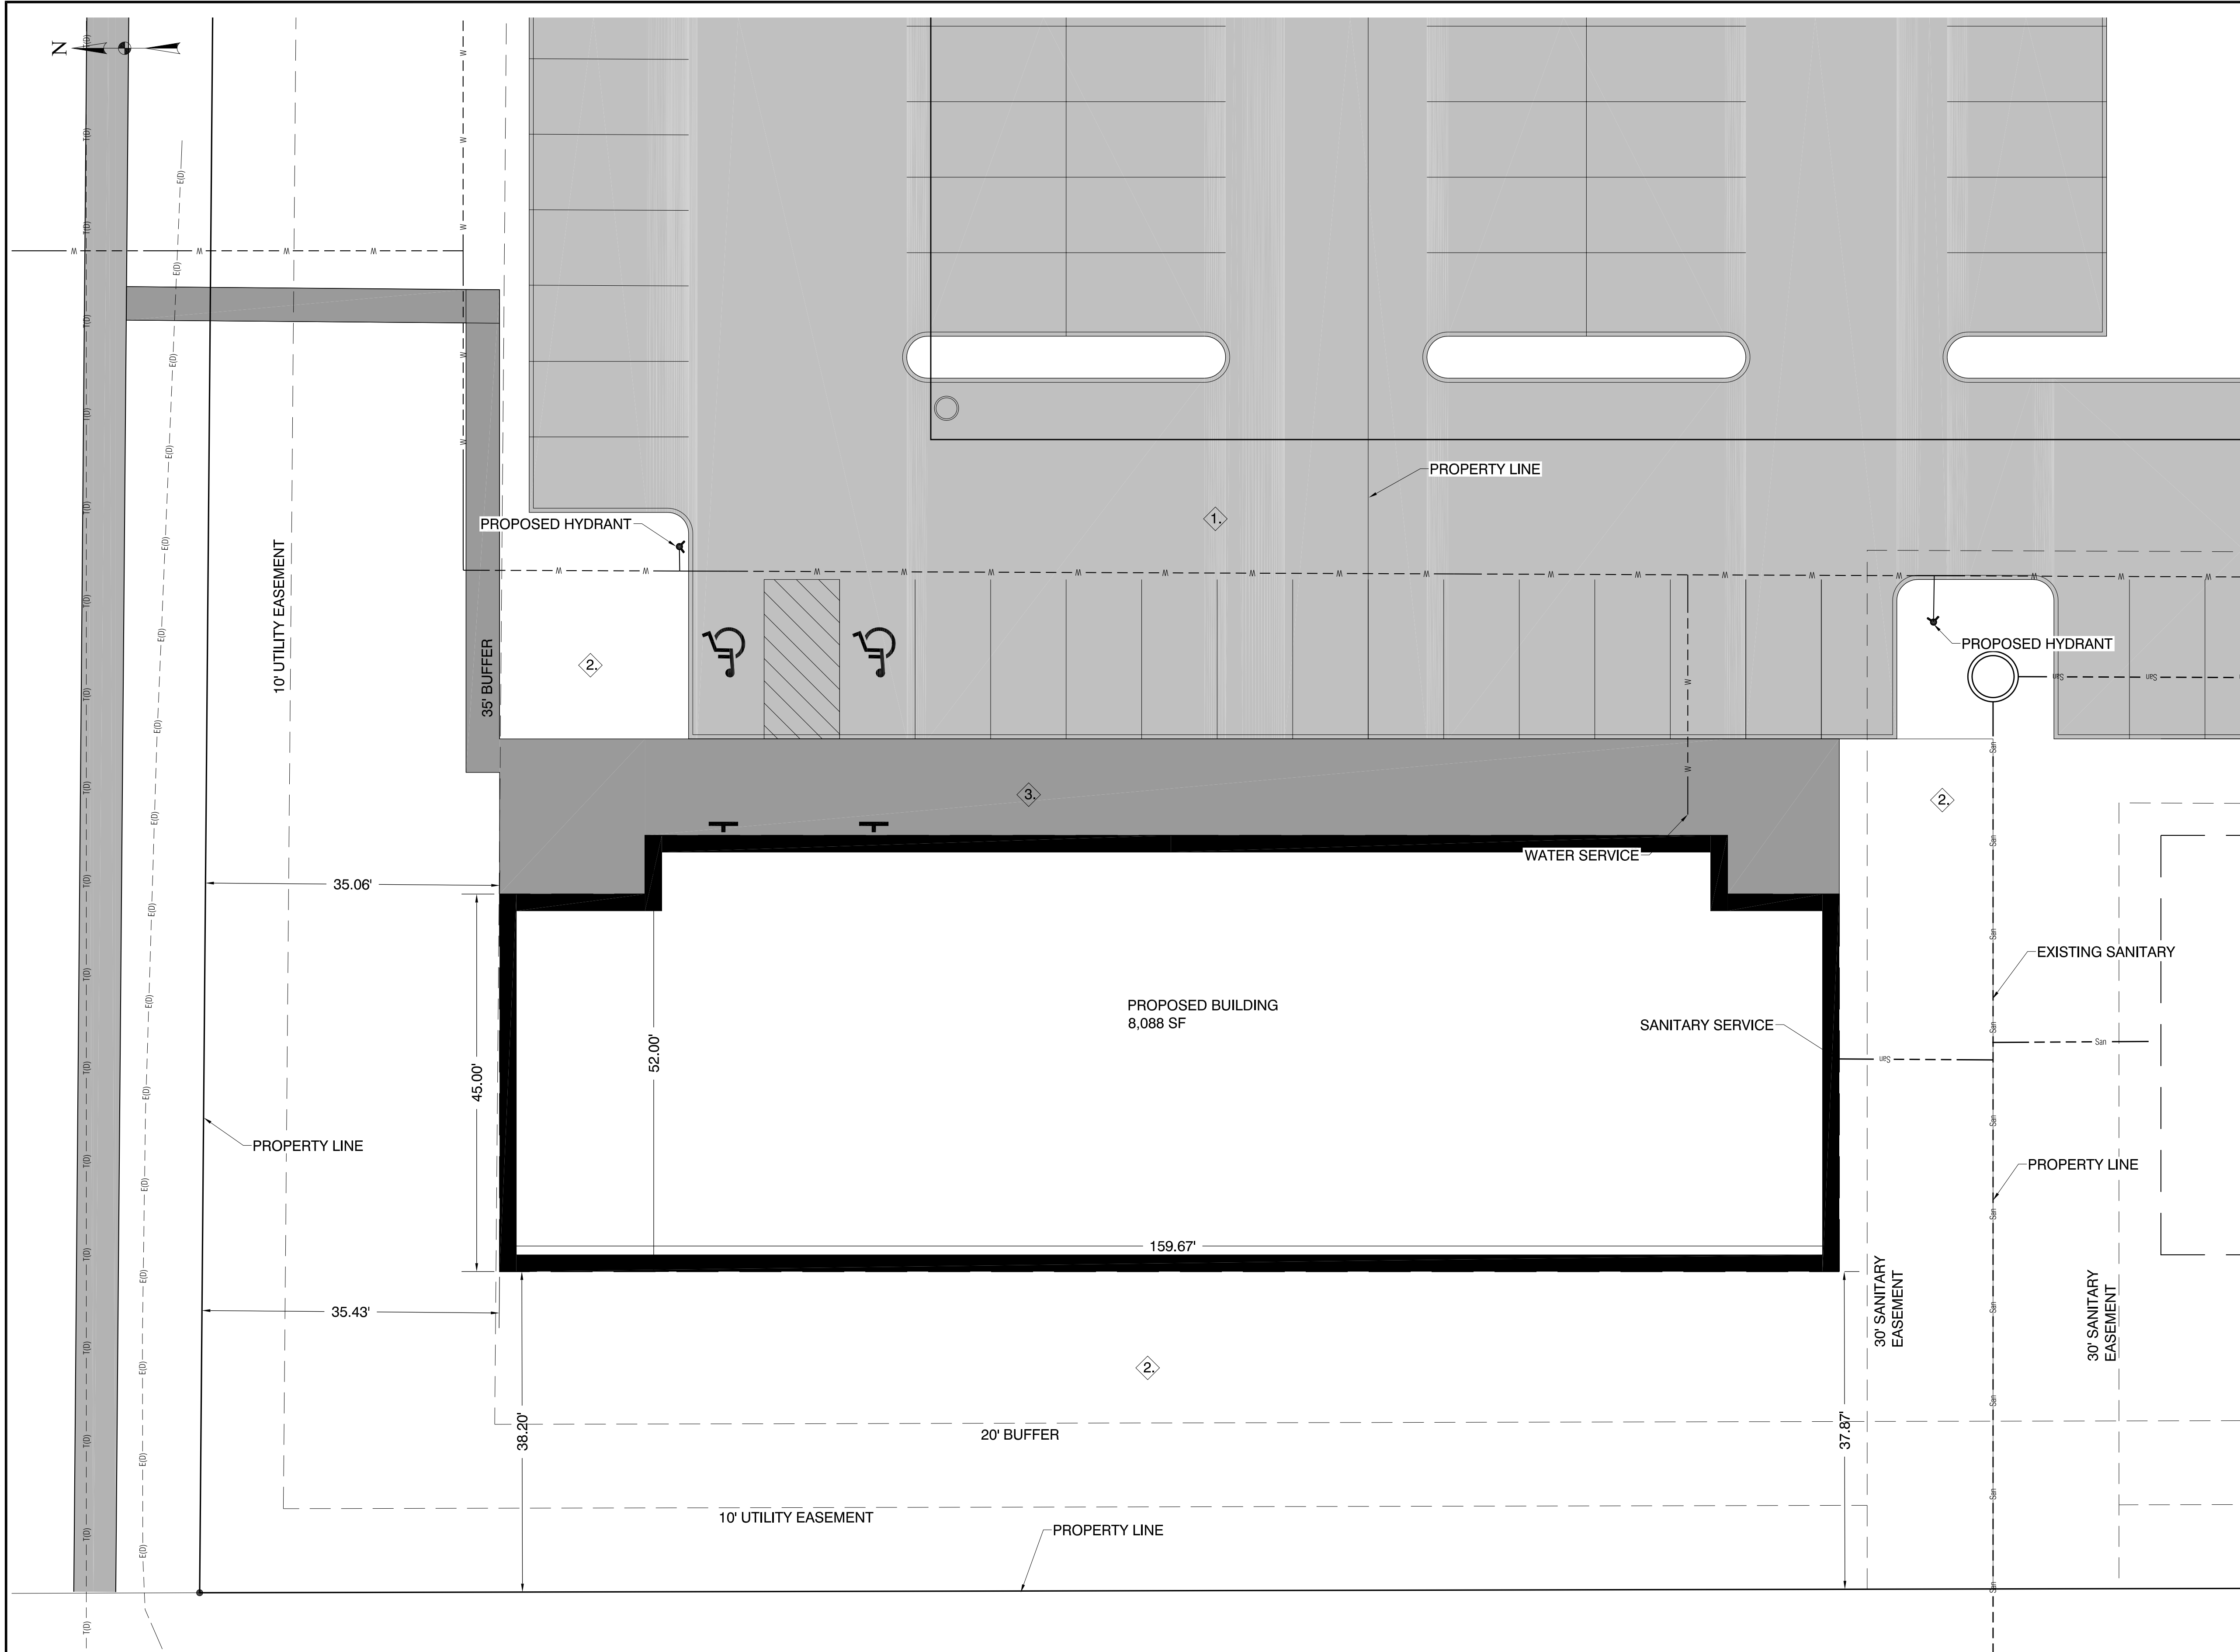 N
PROPERTY LINE
1.
PROPOSED HYDRANT
10' UTILITY EASEMENT
35' BUFFER
2.
PROPOSED HYDRANT
3.
2.
WATER SERVICE
35.06'
EXISTING SANITARY
PROPOSED BUILDING
8,088 SF
SANITARY SERVICE
45.00'
52.00'
San
San
PROPERTY LINE
PROPERTY LINE
159.67'
30' SANITARY
EASEMENT
30' SANITARY
EASEMENT
35.43'
2.
38.20'
20' BUFFER
37.87'
10' UTILITY EASEMENT
PROPERTY LINE
T(D)
E(D)
W
San